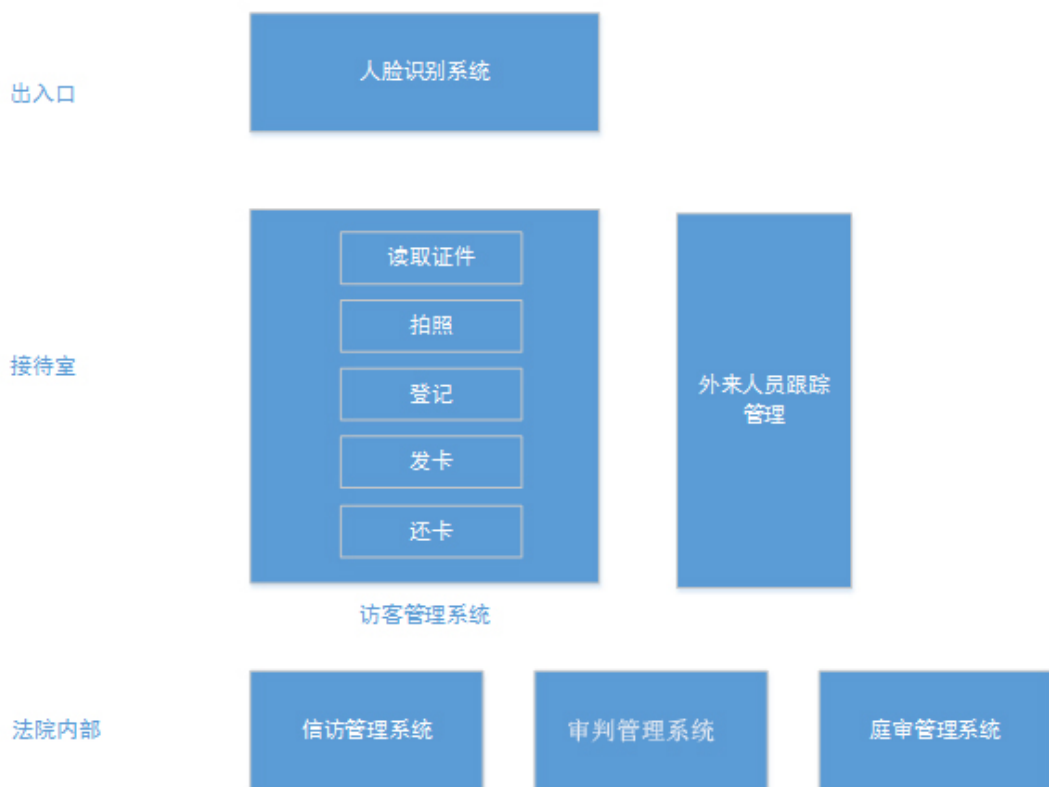 人脸识别系统
出入口
读取证件
拍照
接待室
登记
外来人员跟踪
管理
发卡
还卡
访客管理系统
法院内部
信访管理系统
审判管理系统
庭审管理系统